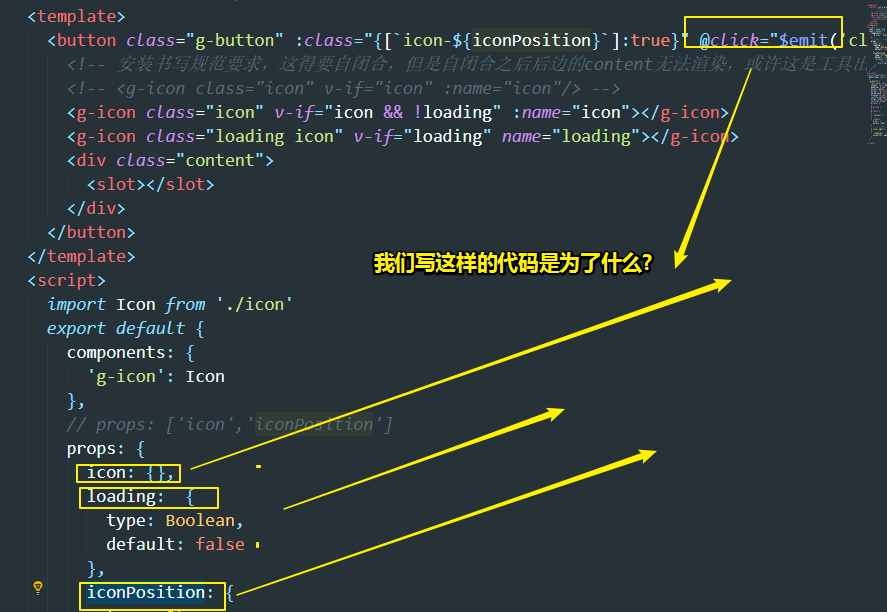 <template>
<button class="g-button" :class="{[`icon-${iconPosition}`]:true}" @click="$emit('cl
<!-- 安装书写规范要求，这得要自闭合，但是自闭合之后后边的content无法渲染，或许这是工具出
<!-- <g-icon class="icon" v-if="icon" :name="icon"/> -->
<g-icon class="icon" v-if="icon && !loading" :name="icon"></g-icon>
<g-icon class="loading icon" v-if="loading" name="loading"></g-icon>
<div class="content">
<slot></slot>
</div>
</button>
</template>
我们写这样的代码是为了什么?
<script>
import Icon from './icon'
export default {
components: {
'g-icon': Icon
},
// props: ['icon','iconPosition']
props: {
icon: {},
loading: {
type: Boolean,
default: false
},
iconPosition: {